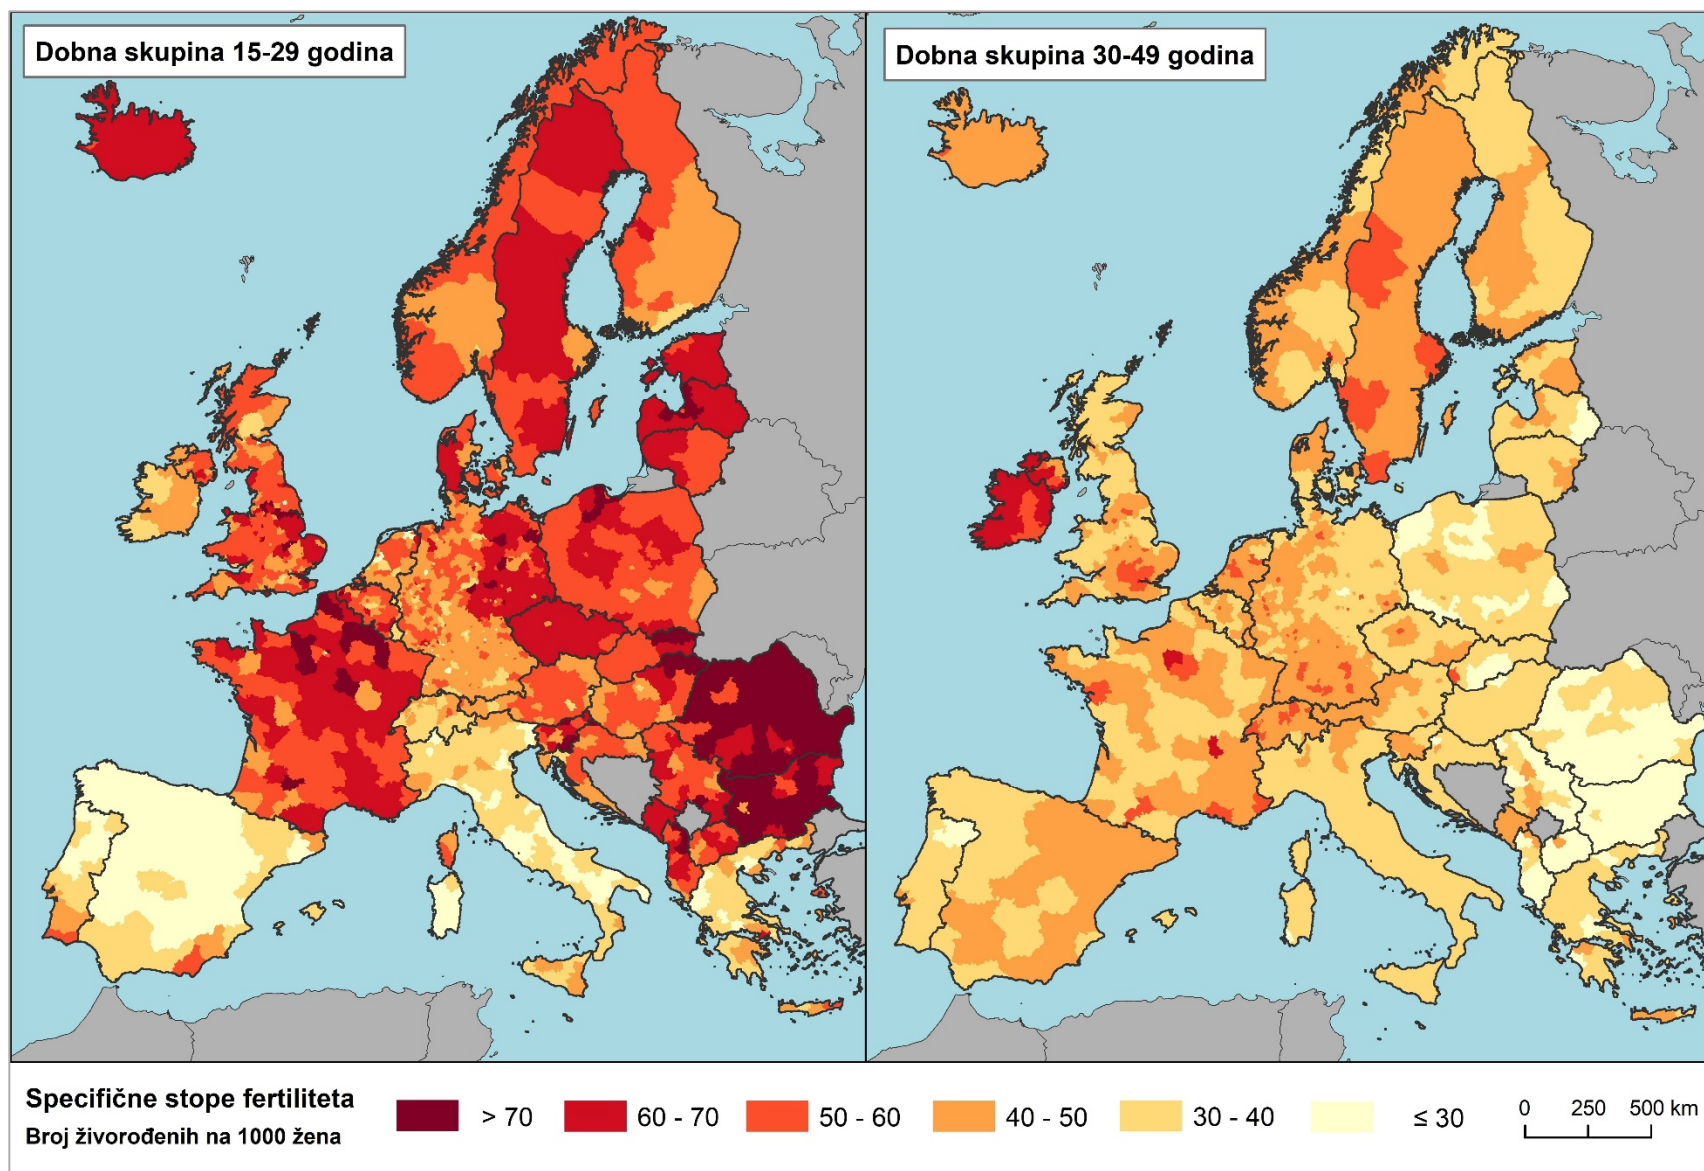 Dobna skupina 15-29 godina
Dobna skupina 30-49 godina
Specifične stope fertiliteta
Broj živorođenih na 1000 žena
> 70
60 - 70
50 - 60
40 - 50
30 - 40
≤ 30
0 250 500 km